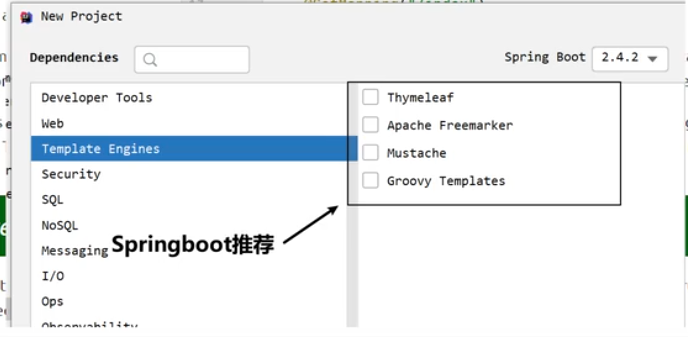 New Project
Dependencies
Spring Boot 2.4.2
Developer Tools
Web
Template Engines
Security
SQL
NoSQL
Messaging
I/O
Ops
Observability
Thymeleaf
Apache Freemarker
Mustache
Groovy Templates
Springboot推荐